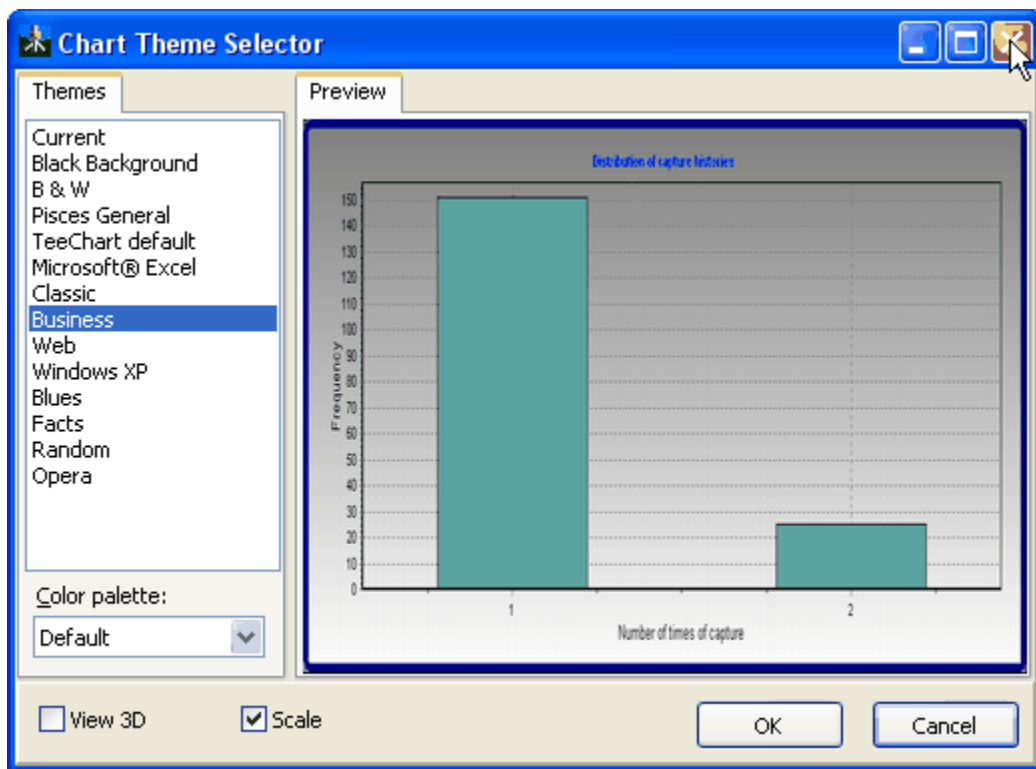 Chart Theme Selector
Themes
Current
Black Background
B & W
Pisces General
TeeChart default
Microsoft® Excel
Classic
Business
Web
Windows XP
Blues
Facts
Random
Opera
Color palette:
Default
Preview
Distribution of capture histories
150
140
130
120
110
100
90
80
70
60
50
40
30
20
10
0
Frequency
1
2
Number of times of capture
View 3D
Scale
OK
Cancel